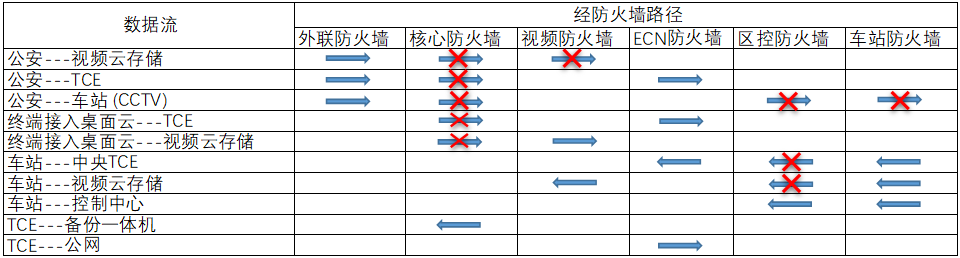 数据流
经防火墙路径
外联防火墙 核心防火墙 视频防火墙 ECN防火墙 区控防火墙 车站防火墙
公安---视频云存储
公安---TCE
公安---车站 (CCTV)
终端接入桌面云---TCE
终端接入桌面云---视频云存储
车站---中央TCE
车站---视频云存储
车站---控制中心
TCE---备份一体机
TCE---公网